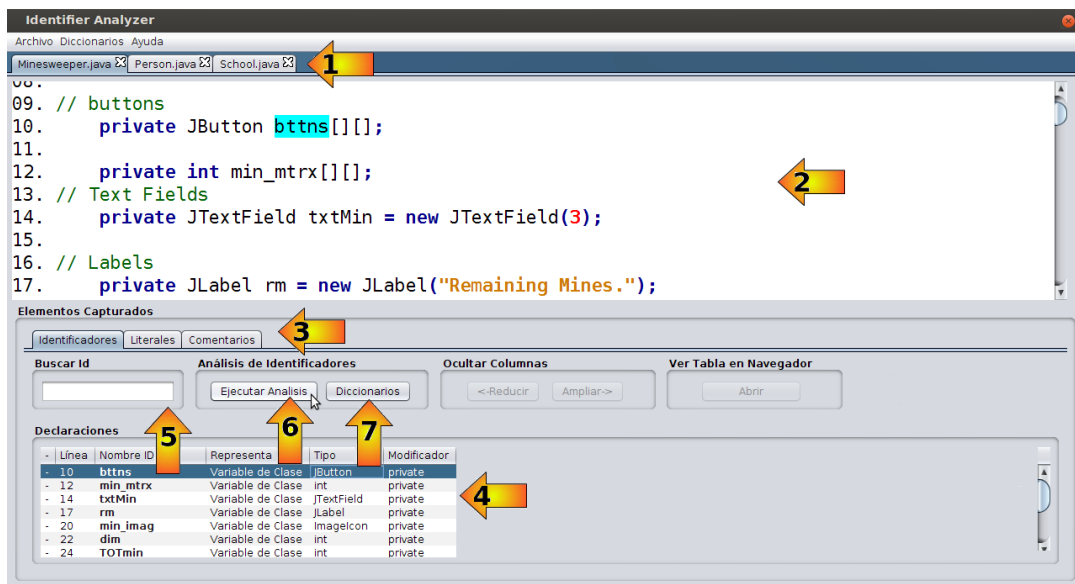 Identifier Analyzer
Archivo Diccionarios Ayuda
Minesweeper.java Person.java School.java 1
08.
09. // buttons
10. private JButton bttns[][];
11.
12. private int min_mtrx[][]; 2
13. // Text Fields
14. private JTextField txtMin = new JTextField(3);
15.
16. // Labels
17. private JLabel rm = new JLabel("Remaining Mines.");
Elementos Capturados
Identificadores Literales Comentarios 3
Buscar Id Análisis de Identificadores Ocultar Columnas Ver Tabla en Navegador
Ejecutar Analisis Diccionarios <-Reducir Ampliar-> Abrir
5 6 7
Declaraciones
- Línea Nombre ID Representa Tipo Modificador
- 10 bttns Variable de Clase JButton private
- 12 min_mtrx Variable de Clase int private
- 14 txtMin Variable de Clase JTextField private 4
- 17 rm Variable de Clase JLabel private
- 20 min_imag Variable de Clase ImageIcon private
- 22 dim Variable de Clase int private
- 24 TOTmin Variable de Clase int private